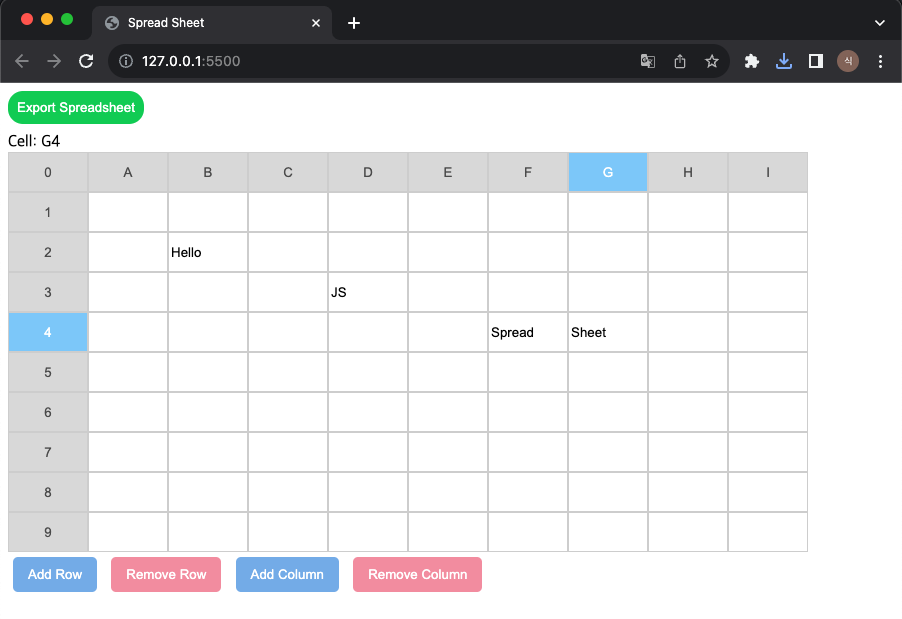 Spread Sheet
127.0.0.1:5500
식
Export Spreadsheet
Cell: G4
0 A B C D E F G H I
1
2 Hello
3 JS
4 Spread Sheet
5
6
7
8
9
Add Row Remove Row Add Column Remove Column